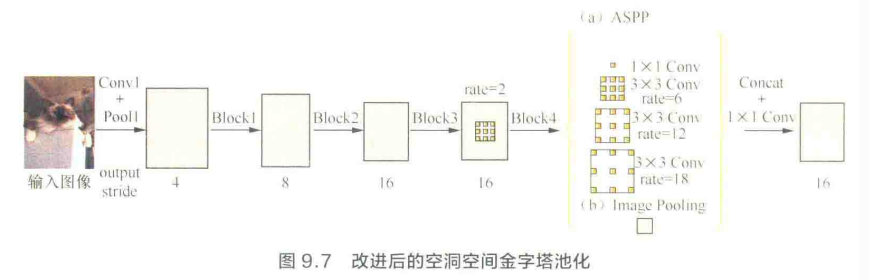 (a) ASPP
Conv1
+
Pool1
Block1
Block2
Block3
rate=2
Block4
1×1 Conv
3×3 Conv
rate=6
3×3 Conv
rate=12
3×3 Conv
rate=18
(b) Image Pooling
Concat
+
1×1 Conv
输入图像
output
stride
4
8
16
16
16
图 9.7 改进后的空洞空间金字塔池化